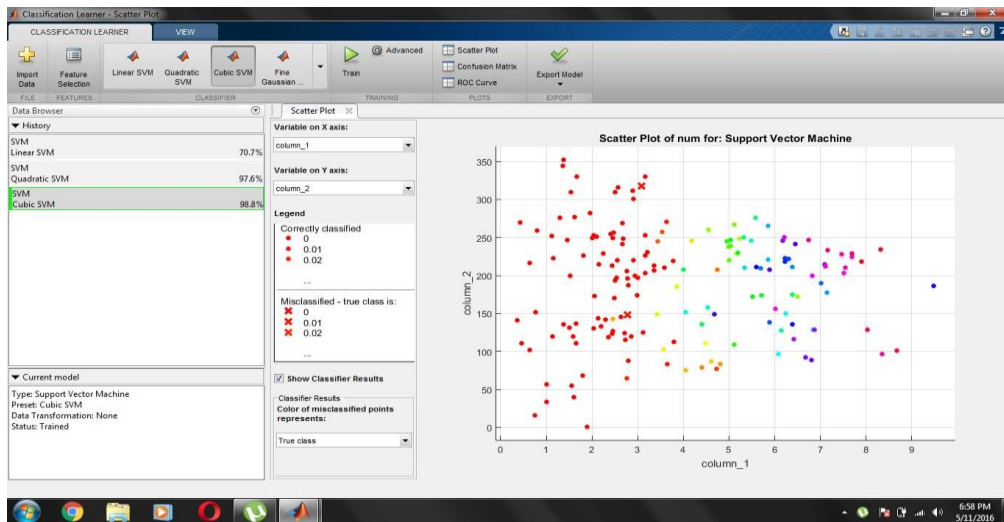 Classification Learner - Scatter Plot
CLASSIFICATION LEARNER
VIEW
Import Data
Feature Selection
Linear SVM
Quadratic SVM
Cubic SVM
Fine Gaussian ...
Train
Advanced
Scatter Plot
Confusion Matrix
ROC Curve
Export Model
FILE
FEATURES
CLASSIFIER
TRAINING
PLOTS
EXPORT
Data Browser
▼ History
SVM
Linear SVM 70.7%
SVM
Quadratic SVM 97.6%
SVM
Cubic SVM 98.8%
▼ Current model
Type: Support Vector Machine
Preset: Cubic SVM
Data Transformation: None
Status: Trained
Scatter Plot
Variable on X axis:
column_1
Variable on Y axis:
column_2
Legend
Correctly classified
0
0.01
0.02
...
Misclassified - true class is:
0
0.01
0.02
...
Show Classifier Results
Classifier Results
Color of misclassified points
represents:
True class
Scatter Plot of num for: Support Vector Machine
350
300
250
200
150
100
50
0
column_2
0 1 2 3 4 5 6 7 8 9
column_1
6:58 PM
5/11/2016